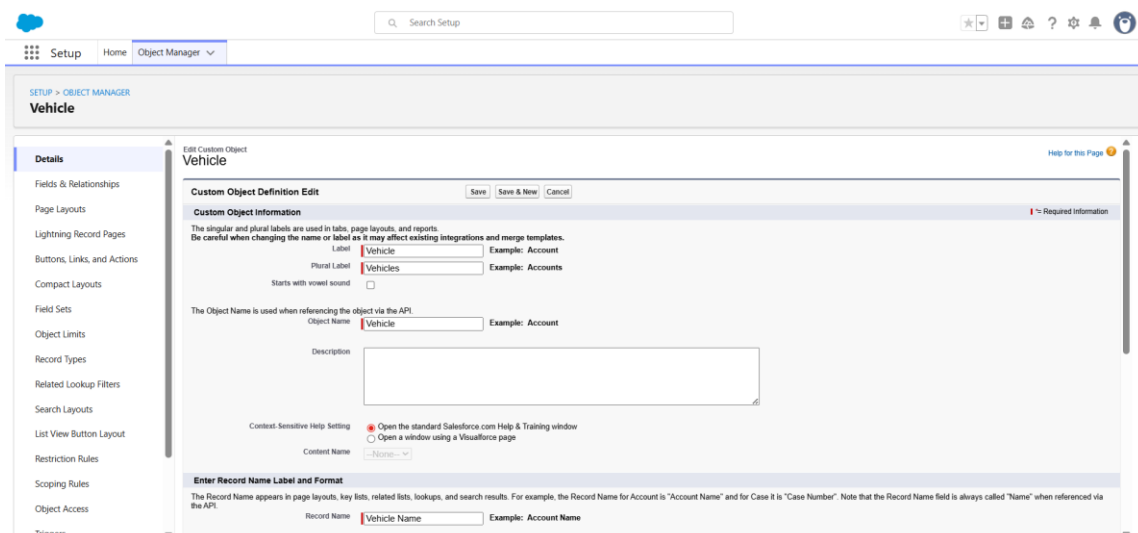 Search Setup
Setup
Home
Object Manager
SETUP > OBJECT MANAGER
Vehicle
Details
Fields & Relationships
Page Layouts
Lightning Record Pages
Buttons, Links, and Actions
Compact Layouts
Field Sets
Object Limits
Record Types
Related Lookup Filters
Search Layouts
List View Button Layout
Restriction Rules
Scoping Rules
Object Access
Triggers
Edit Custom Object
Vehicle
Help for this Page
Custom Object Definition Edit Save Save & New Cancel
Custom Object Information = Required Information
The singular and plural labels are used in tabs, page layouts, and reports.
Be careful when changing the name or label as it may affect existing integrations and merge templates.
Label Vehicle Example: Account
Plural Label Vehicles Example: Accounts
Starts with vowel sound
The Object Name is used when referencing the object via the API.
Object Name Vehicle Example: Account
Description
Context-Sensitive Help Setting Open the standard Salesforce.com Help & Training window
Open a window using a Visualforce page
Content Name --None--
Enter Record Name Label and Format
The Record Name appears in page layouts, key lists, related lists, lookups, and search results. For example, the Record Name for Account is "Account Name" and for Case it is "Case Number". Note that the Record Name field is always called "Name" when referenced via
the API.
Record Name Vehicle Name Example: Account Name